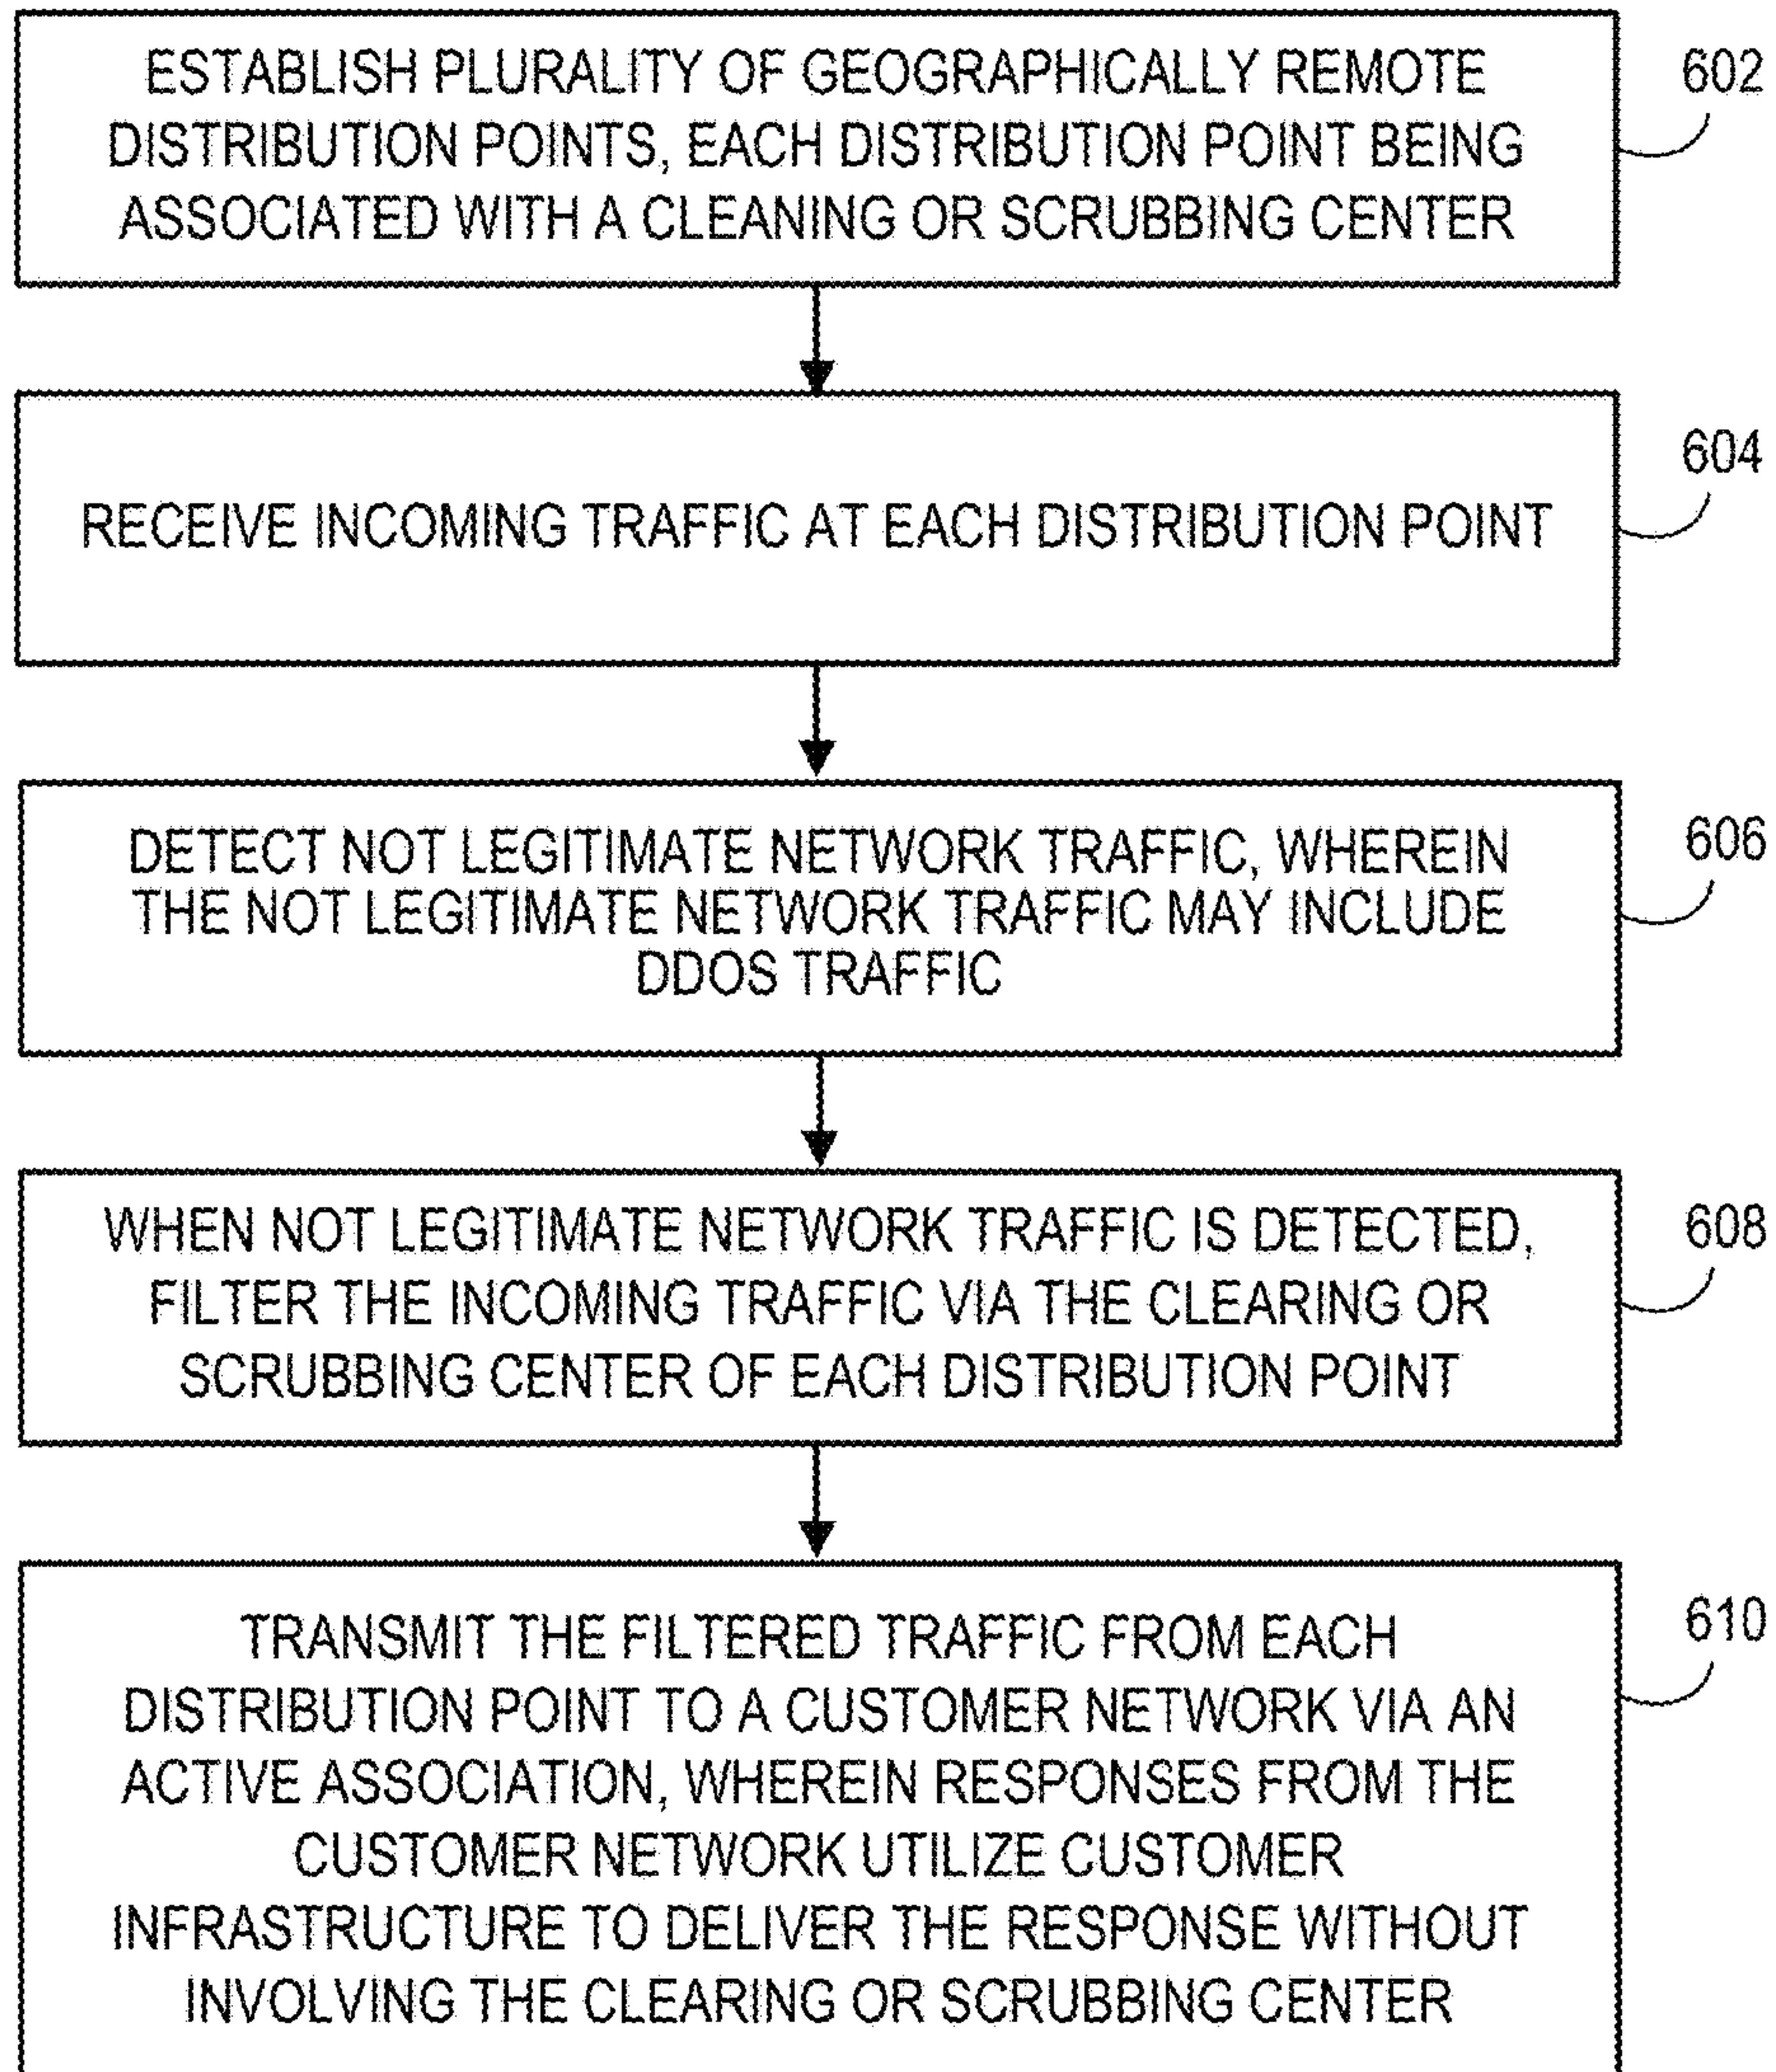 ESTABLISH PLURALITY OF GEOGRAPHICALLY REMOTE
DISTRIBUTION POINTS, EACH DISTRIBUTION POINT BEING
ASSOCIATED WITH A CLEANING OR SCRUBBING CENTER
602
RECEIVE INCOMING TRAFFIC AT EACH DISTRIBUTION POINT
604
DETECT NOT LEGITIMATE NETWORK TRAFFIC, WHEREIN
THE NOT LEGITIMATE NETWORK TRAFFIC MAY INCLUDE
DDOS TRAFFIC
606
WHEN NOT LEGITIMATE NETWORK TRAFFIC IS DETECTED,
FILTER THE INCOMING TRAFFIC VIA THE CLEARING OR
SCRUBBING CENTER OF EACH DISTRIBUTION POINT
608
TRANSMIT THE FILTERED TRAFFIC FROM EACH
DISTRIBUTION POINT TO A CUSTOMER NETWORK VIA AN
ACTIVE ASSOCIATION, WHEREIN RESPONSES FROM THE
CUSTOMER NETWORK UTILIZE CUSTOMER
INFRASTRUCTURE TO DELIVER THE RESPONSE WITHOUT
INVOLVING THE CLEARING OR SCRUBBING CENTER
610